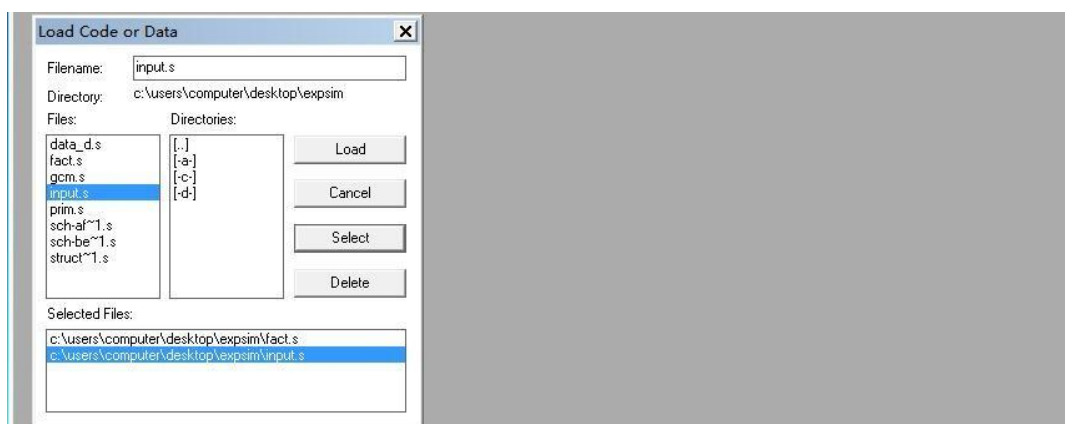 Load Code or Data
Filename: input.s
Directory: c:\users\computer\desktop\expsim
Files: Directories:
data_d.s
fact.s
gcm.s
input.s
prim.s
sch-af~1.s
sch-be~1.s
struct~1.s
[..]
[-a-]
[-c-]
[-d-]
Load
Cancel
Select
Delete
Selected Files:
c:\users\computer\desktop\expsim\fact.s
c:\users\computer\desktop\expsim\input.s